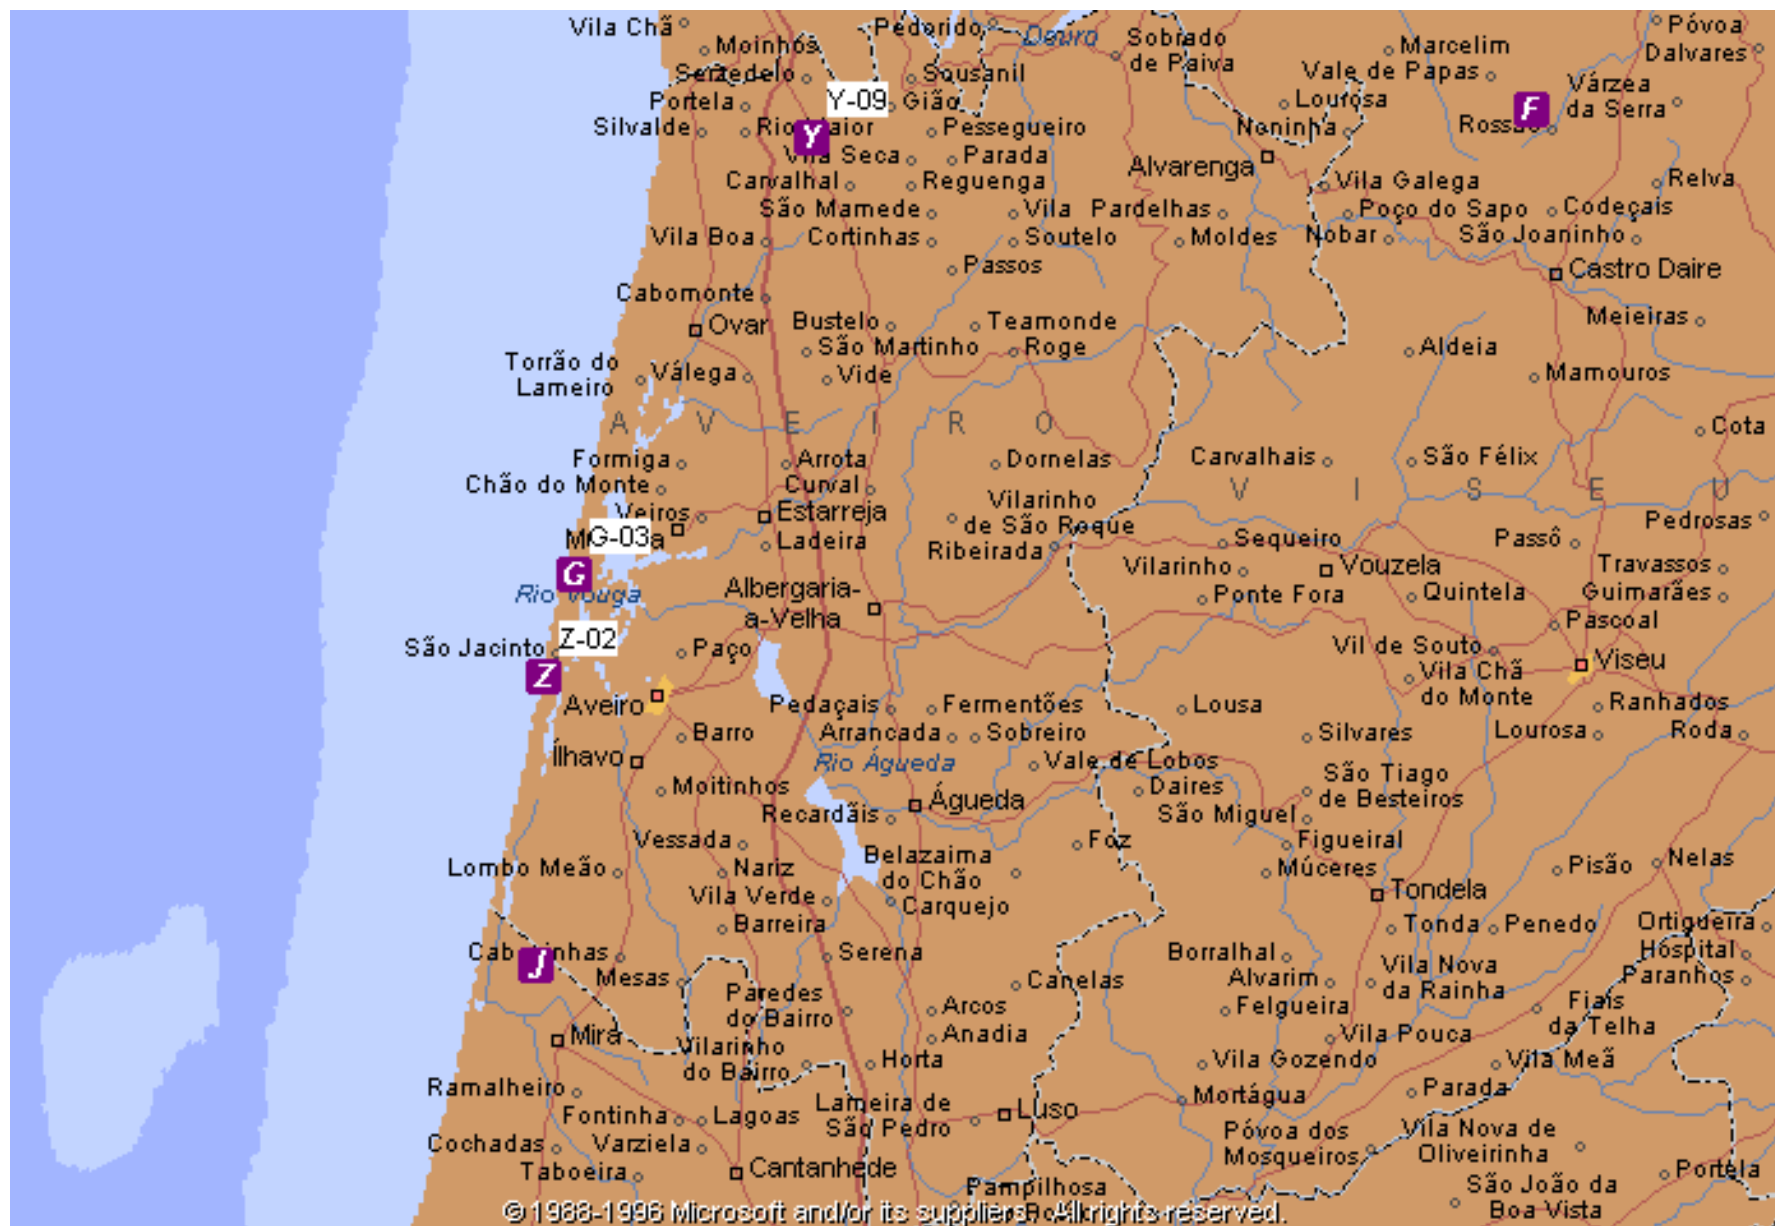 Vila Chã
Pedorido
Douro
Sobrado
de Paiva
Marcelim
Póvoa
Dalvares
Moinhos
Serzedelo
Sousanil
Vale de Papas
Várzea
da Serra
Portela
Y-09
Gião
Lourosa
F
Silvalde
Rio Maior
Y
Pessegueiro
Noninha
Vila Seca
Parada
Alvarenga
Carvalhal
Reguenga
Vila Galega
Relva
São Mamede
Vila
Pardelhas
Poço do Sapo
Codeçais
Vila Boa
Cortinhas
Soutelo
Moldes
Nobar
São Joaninho
Passos
Castro Daire
Cabomonte
Ovar
Bustelo
Teamonde
Meieiras
São Martinho
Roge
Aldeia
Torrão do
Lameiro
Válega
Vide
Mamouros
A V E I R O
Cota
Formiga
Arrota
Dornelas
Carvalhais
São Félix
Chão do Monte
Curval
V I S E U
Vilarinho
de São Roque
Veiros
Estarreja
Pedrosas
G-03
Ladeira
Ribeirada
Sequeiro
Passô
G
Vilarinho
Vouzela
Travassos
Rio Vouga
Albergaria-
a-Velha
Ponte Fora
Quintela
Guimarães
Pascoal
São Jacinto
Z-02
Paço
Vil de Souto
Viseu
Z
Vila Chã
do Monte
Aveiro
Pedaçais
Fermentões
Lousa
Ranhados
Barro
Arrancada
Sobreiro
Silvares
Lourosa
Roda
Ílhavo
Rio Águeda
Vale de Lobos
São Tiago
de Besteiros
Moitinhos
Águeda
Daires
Recardãis
São Miguel
Vessada
Foz
Figueiral
Belazaima
do Chão
Lombo Meão
Nariz
Múceres
Pisão
Nelas
Vila Verde
Carquejo
Tondela
Barreira
Tonda
Penedo
Ortigueira
J
Serena
Borralhal
Hospital
Mesas
Canelas
Alvarim
Vila Nova
da Rainha
Paranhos
Paredes
do Bairro
Arcos
Felgueira
Fiais
da Telha
Mira
Anadia
Vila Pouca
Vilarinho
do Bairro
Horta
Vila Gozendo
Vila Meã
Ramalheiro
Mortágua
Parada
Fontinha
Lagoas
Lameira de
São Pedro
Luso
Cochadas
Varziela
Póvoa dos
Mosqueiros
Vila Nova de
Oliveirinha
Taboeira
Cantanhede
Portela
Pampilhosa
São João da
Boa Vista
© 1988-1996 Microsoft and/or its suppliers. All rights reserved.